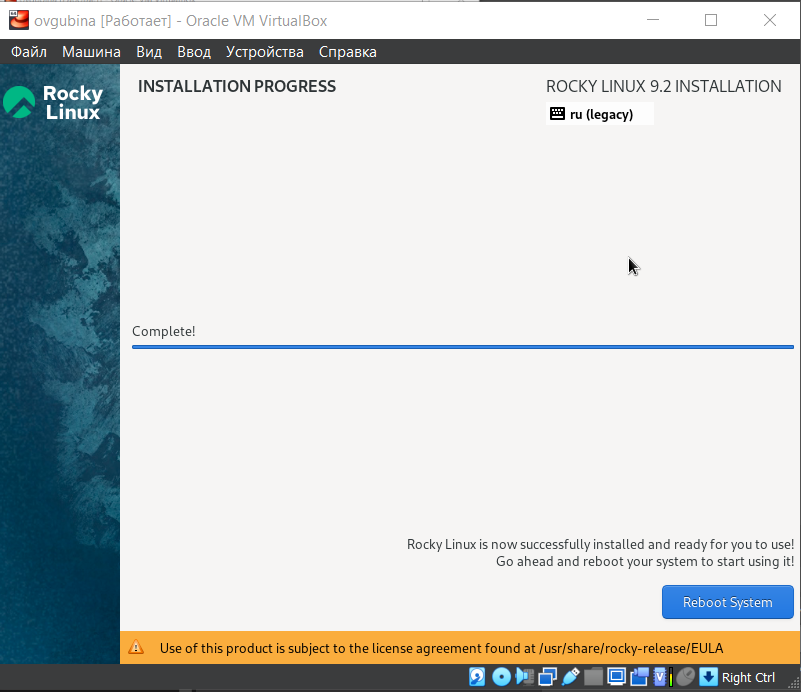 ovgubina [Работает] - Oracle VM VirtualBox
Файл Машина Вид Ввод Устройства Справка
Rocky
Linux
INSTALLATION PROGRESS
ROCKY LINUX 9.2 INSTALLATION
ru (legacy)
Complete!
Rocky Linux is now successfully installed and ready for you to use!
Go ahead and reboot your system to start using it!
Reboot System
Use of this product is subject to the license agreement found at /usr/share/rocky-release/EULA
Right Ctrl